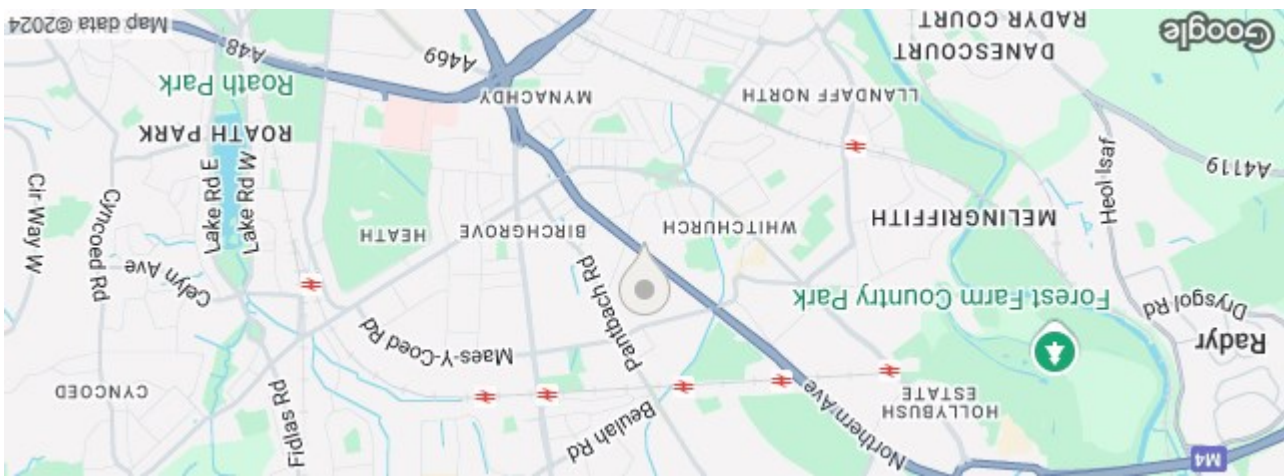 M4
Northern Ave
Beulah Rd
Fidlas Rd
HOLLYBUSH
ESTATE
CYNCOED
Radyr
Drysgol Rd
Forest Farm Country Park
Pantbach Rd
Maes-Y-Coed Rd
Celyn Ave
Cyncoed Rd
Cir Way W
MELINGRIFFITH
WHITCHURCH
BIRCHGROVE
HEATH
Lake Rd W
Lake Rd E
Heol Isaf
A4119
ROATH PARK
LLANDAFF NORTH
MYNACHDY
Roath Park
A469
A48
DANESCOURT
RADYR COURT
Google
Map data ©2024